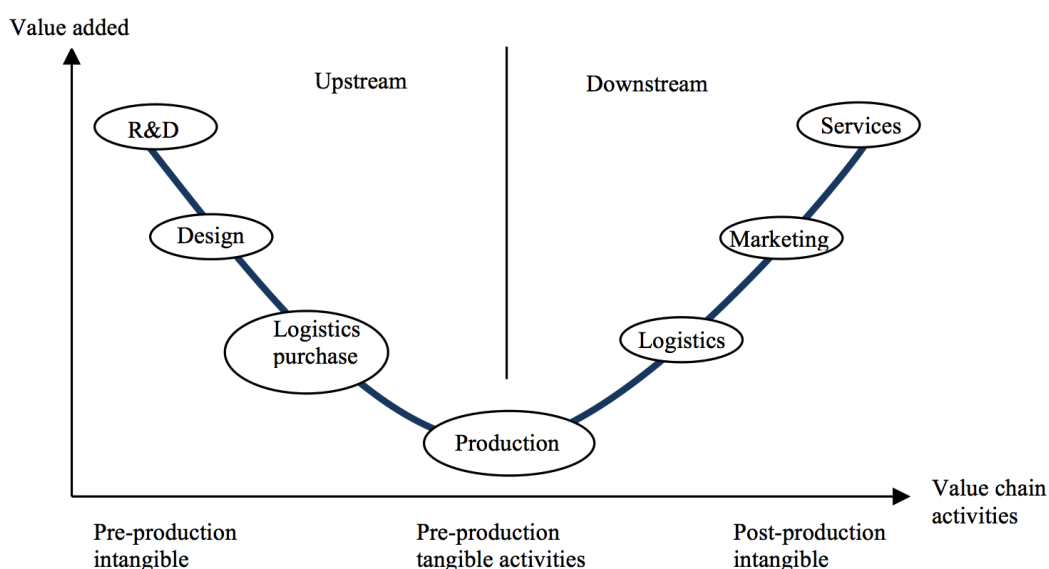 Value added
Upstream
Downstream
R&D
Services
Design
Marketing
Logistics
purchase
Logistics
Production
Value chain
activities
Pre-production
intangible
Pre-production
tangible activities
Post-production
intangible